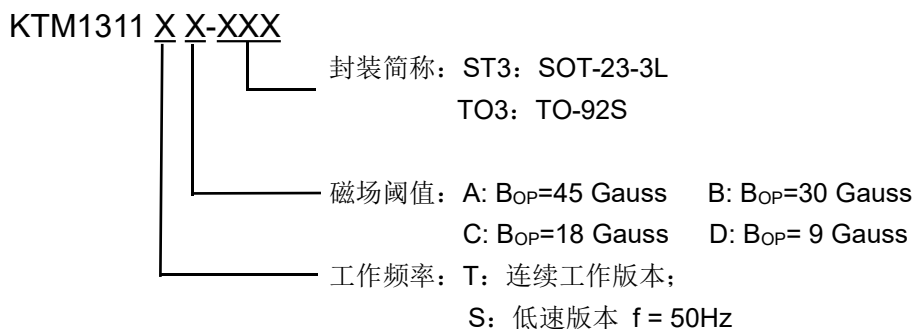 KTM1311 X X-XXX
封装简称：ST3：SOT-23-3L
TO3：TO-92S
磁场阈值：A: BOP=45 Gauss B: BOP=30 Gauss
C: BOP=18 Gauss D: BOP= 9 Gauss
工作频率：T：连续工作版本；
S：低速版本 f = 50Hz